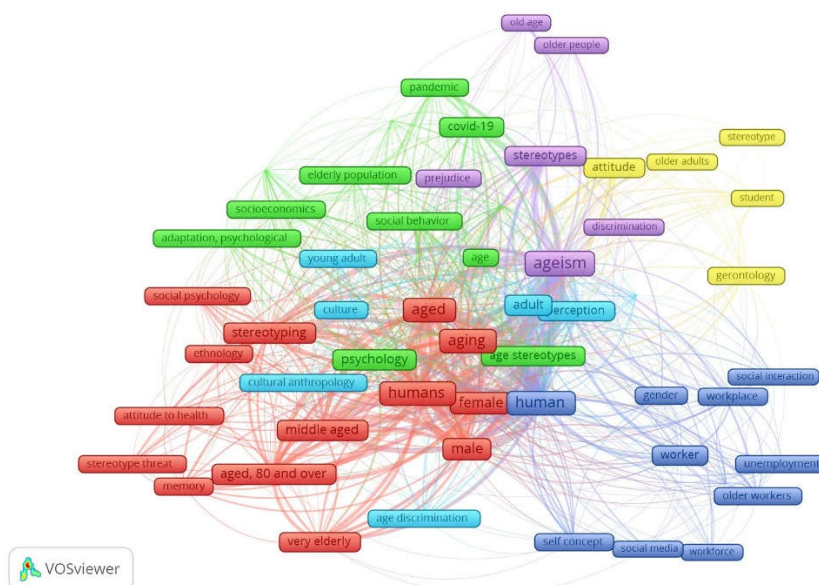 old age
older people
pandemic
covid-19
stereotype
stereotypes
attitude
older adults
elderly population
prejudice
student
socioeconomics
social behavior
discrimination
adaptation, psychological
young adult
age
ageism
gerontology
social psychology
culture
aged
adult
perception
stereotyping
aging
ethnology
psychology
age stereotypes
cultural anthropology
social interaction
humans
female
human
gender
workplace
attitude to health
middle aged
male
worker
stereotype threat
aged, 80 and over
unemployment
memory
older workers
age discrimination
very elderly
self concept
social media
workforce
VOSviewer